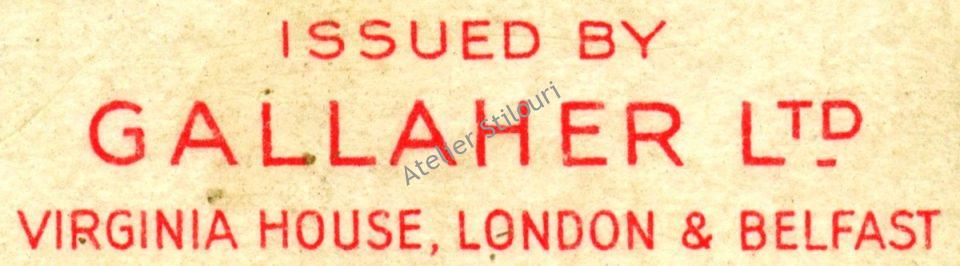 ISSUED BY
GALLAHER LTD
Atelier Stilouri
VIRGINIA HOUSE, LONDON & BELFAST